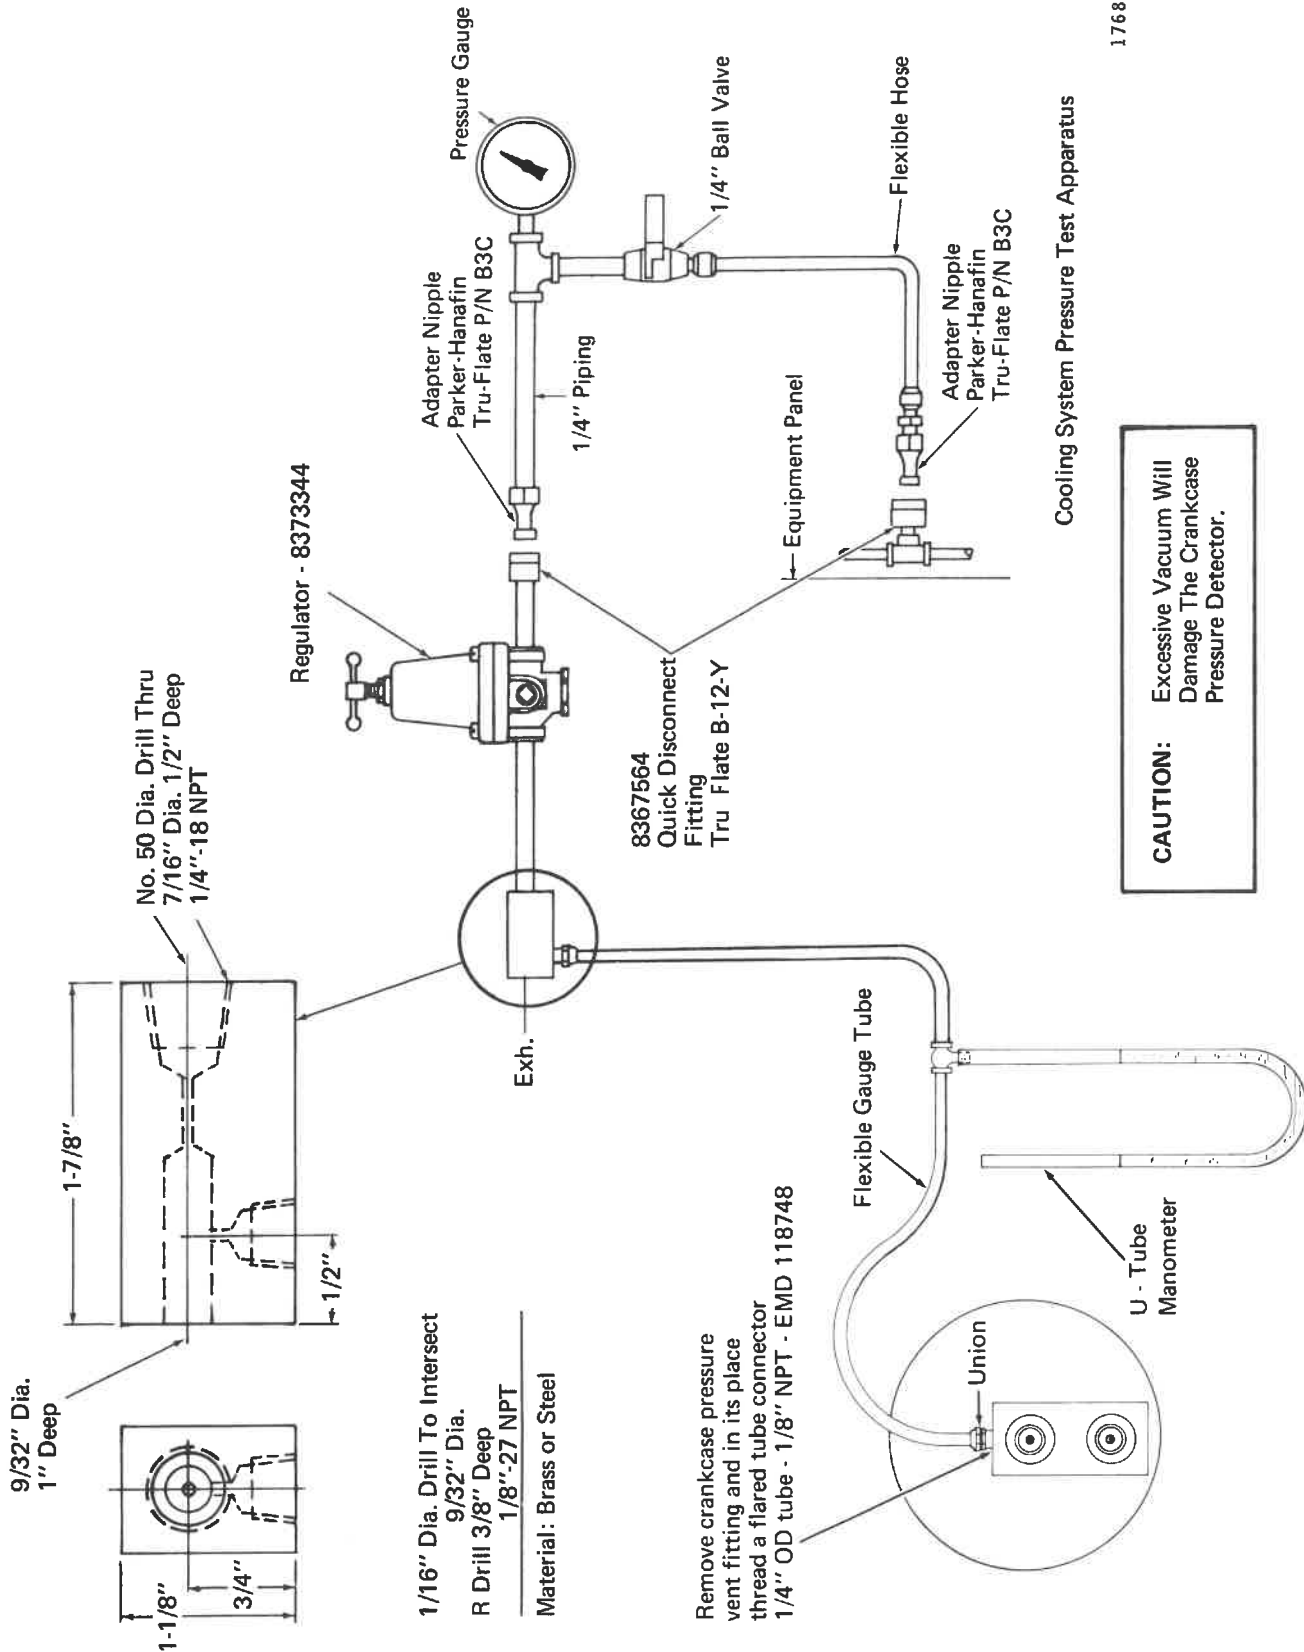 9/32" Dia.
1" Deep
1-7/8"
No. 50 Dia. Drill Thru
7/16" Dia. 1/2" Deep
1/4"-18 NPT
1-1/8"
3/4"
1/2"
1/16" Dia. Drill To Intersect
9/32" Dia.
R Drill 3/8" Deep
1/8"-27 NPT
Material: Brass or Steel
Exh.
Regulator - 8373344
Adapter Nipple
Parker-Hanafin
Tru-Flate P/N B3C
Pressure Gauge
1/4" Piping
1/4" Ball Valve
8367564
Quick Disconnect
Fitting
Tru Flate B-12-Y
Equipment Panel
Flexible Hose
Adapter Nipple
Parker-Hanafin
Tru-Flate P/N B3C
Remove crankcase pressure
vent fitting and in its place
thread a flared tube connector
1/4" OD tube - 1/8" NPT - EMD 118748
Union
Flexible Gauge Tube
U - Tube
Manometer
Cooling System Pressure Test Apparatus
CAUTION: Excessive Vacuum Will
Damage The Crankcase
Pressure Detector.
1768